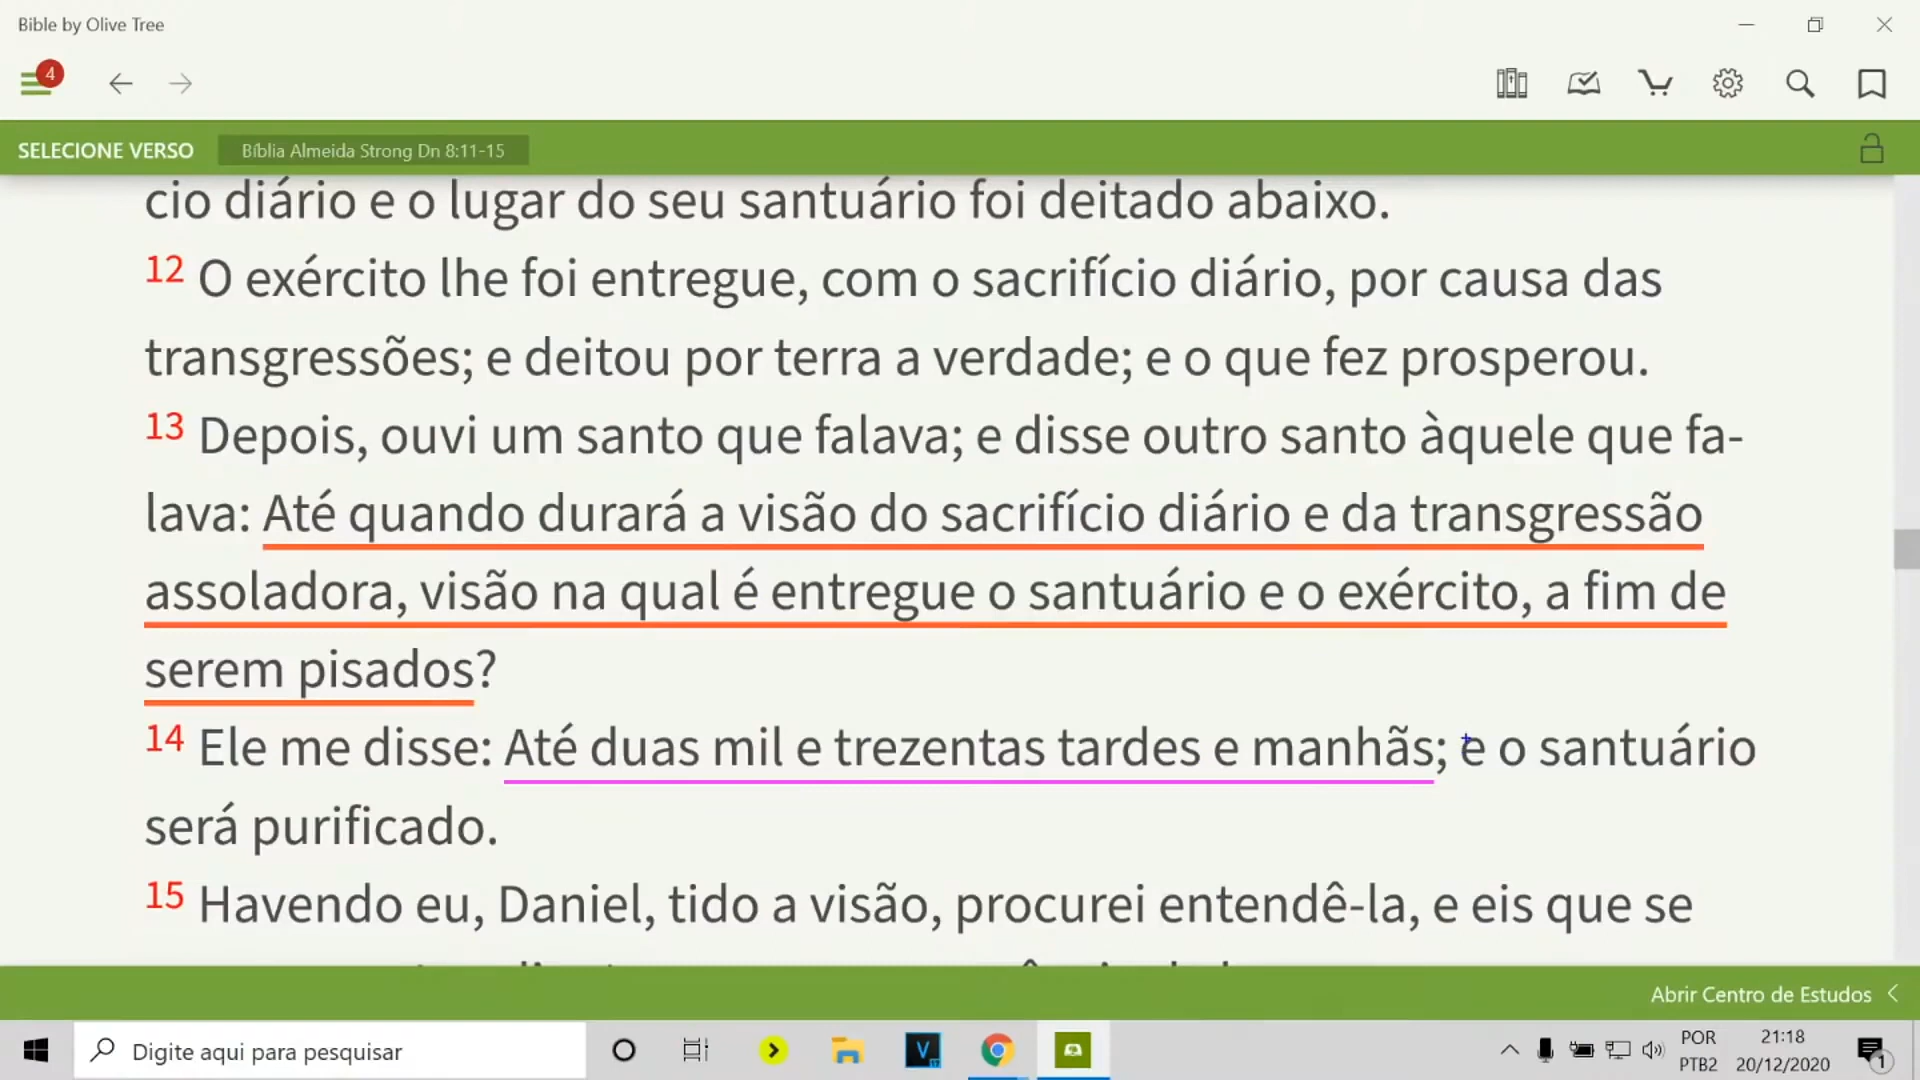 Bible by Olive Tree
4
SELECIONE VERSO
Bíblia Almeida Strong Dn 8:11-15
cio diário e o lugar do seu santuário foi deitado abaixo.
12 O exército lhe foi entregue, com o sacrifício diário, por causa das
transgressões; e deitou por terra a verdade; e o que fez prosperou.
13 Depois, ouvi um santo que falava; e disse outro santo àquele que fa-
lava: Até quando durará a visão do sacrifício diário e da transgressão
assoladora, visão na qual é entregue o santuário e o exército, a fim de
serem pisados?
14 Ele me disse: Até duas mil e trezentas tardes e manhãs; e o santuário
será purificado.
15 Havendo eu, Daniel, tido a visão, procurei entendê-la, e eis que se
Abrir Centro de Estudos
Digite aqui para pesquisar
V
17
POR
PTB2
21:18
20/12/2020
1